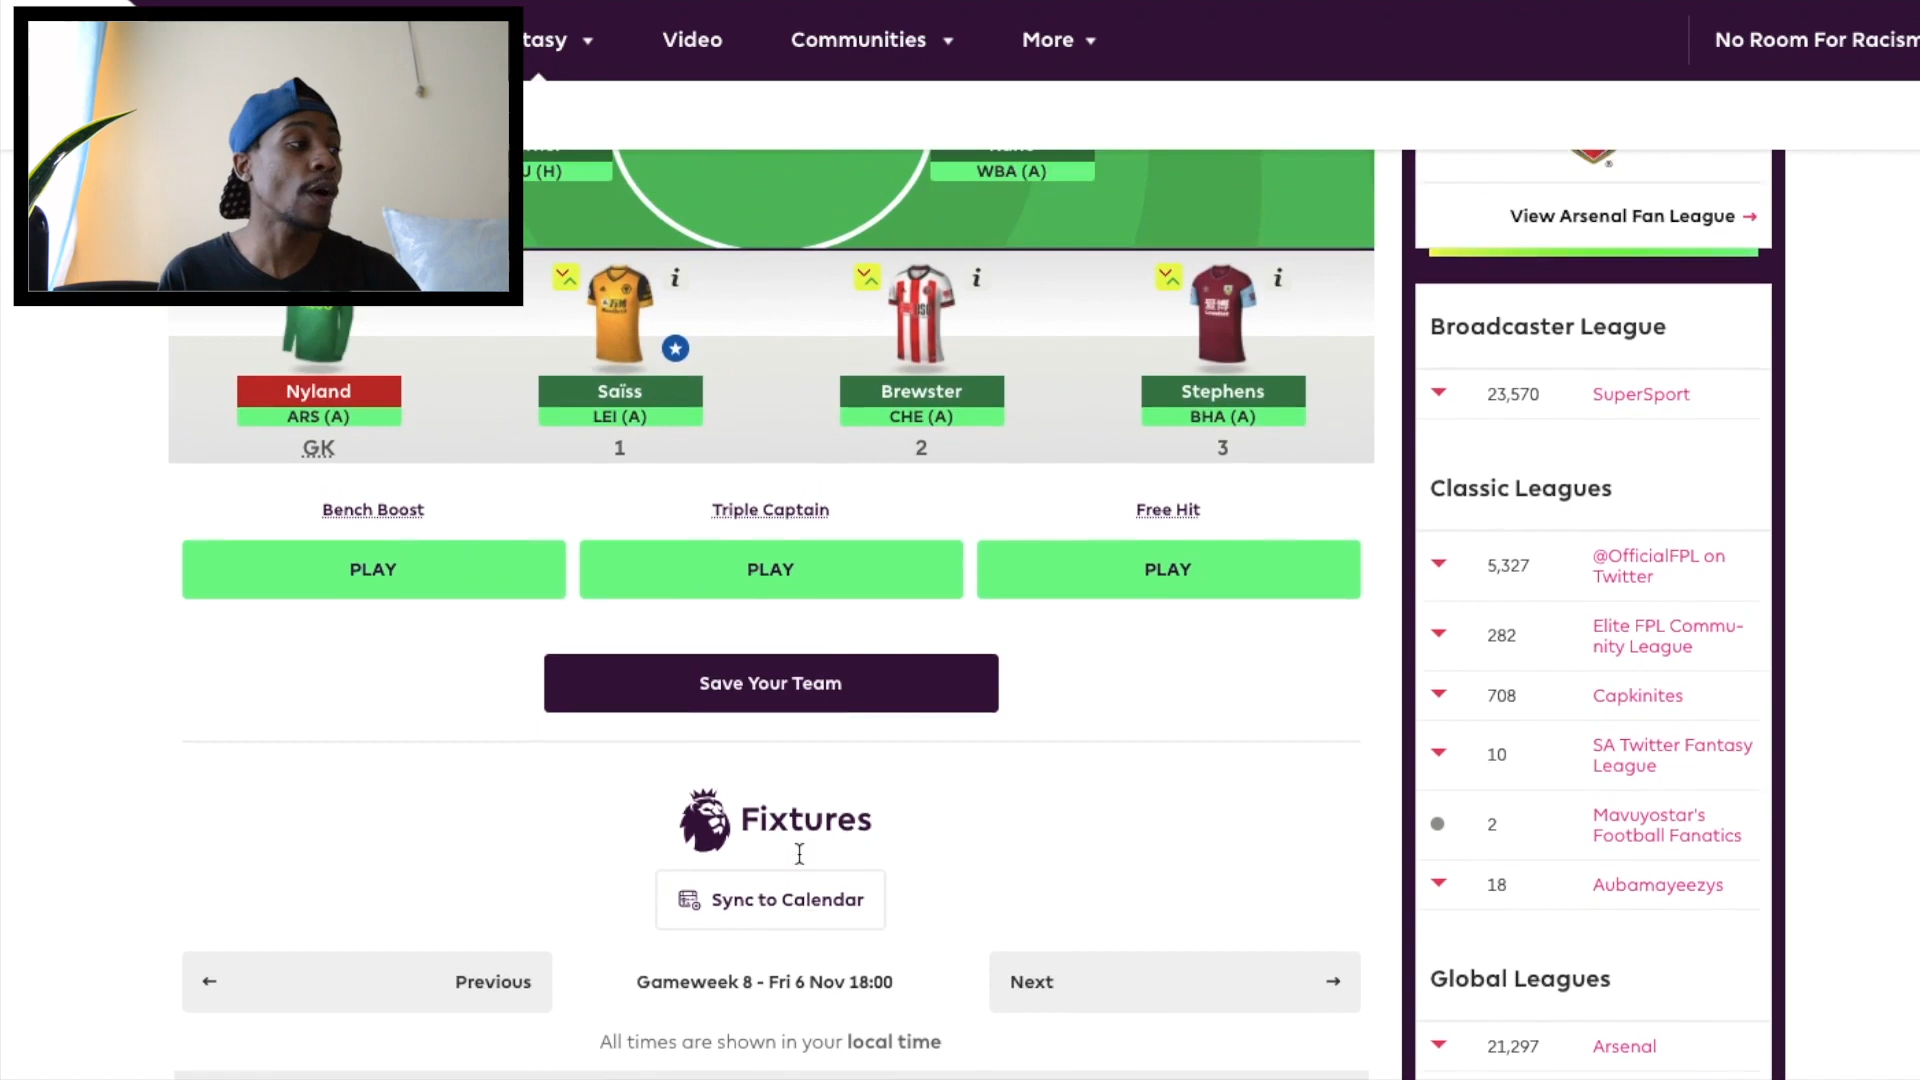 tasy
Video
Communities
More
No Room For Racism
U (H)
WBA (A)
View Arsenal Fan League →
i
i
i
Nyland
Saïss
Brewster
Stephens
ARS (A)
LEI (A)
CHE (A)
BHA (A)
GK
1
2
3
Bench Boost
Triple Captain
Free Hit
PLAY
PLAY
PLAY
Save Your Team
Fixtures
Sync to Calendar
← Previous
Gameweek 8 - Fri 6 Nov 18:00
Next →
All times are shown in your local time
Broadcaster League
23,570 SuperSport
Classic Leagues
5,327 @OfficialFPL on
Twitter
282 Elite FPL Commu-
nity League
708 Capkinites
10 SA Twitter Fantasy
League
2 Mavuyostar's
Football Fanatics
18 Aubamayeezys
Global Leagues
21,297 Arsenal